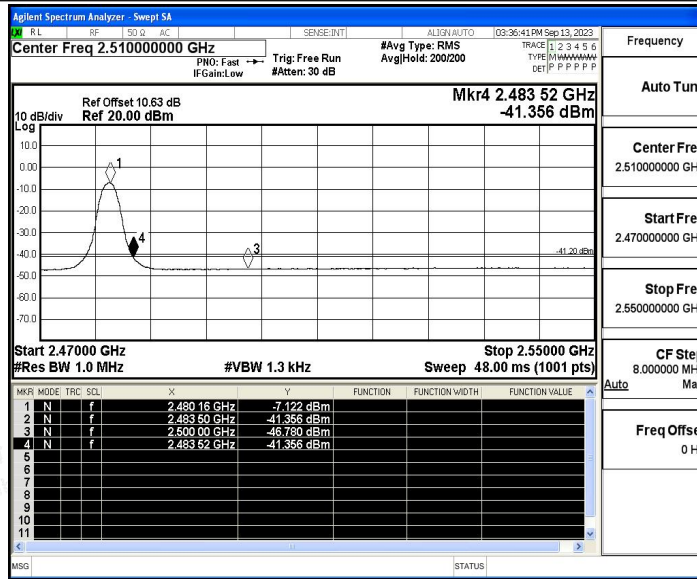 Agilent Spectrum Analyzer - Swept SA
RL RF 50 Ω AC SENSE:INT ALIGN AUTO 03:36:41 PM Sep 13, 2023
Center Freq 2.510000000 GHz
PNO: Fast
IFGain:Low
Trig: Free Run
#Atten: 30 dB
#Avg Type: RMS
Avg|Hold: 200/200
TRACE 1 2 3 4 5 6
TYPE M WWWWW
DET P P P P P P
Ref Offset 10.63 dB
10 dB/div Ref 20.00 dBm
Log
Mkr4 2.483 52 GHz
-41.356 dBm
10.0
0.00
-10.0
-20.0
-30.0
-40.0
-50.0
-60.0
-70.0
1
4
3
-41.20 dBm
Start 2.47000 GHz Stop 2.55000 GHz
#Res BW 1.0 MHz #VBW 1.3 kHz Sweep 48.00 ms (1001 pts)
MKR MODE TRC SCL X Y FUNCTION FUNCTION WIDTH FUNCTION VALUE
1 N f 2.480 16 GHz -7.122 dBm
2 N f 2.483 50 GHz -41.356 dBm
3 N f 2.500 00 GHz -46.780 dBm
4 N f 2.483 52 GHz -41.356 dBm
5
6
7
8
9
10
11
MSG STATUS
Frequency
Auto Tun
Center Fre
2.510000000 GH
Start Fre
2.470000000 GH
Stop Fre
2.550000000 GH
CF Ste
8.000000 MH
Auto Ma
Freq Offse
0 H